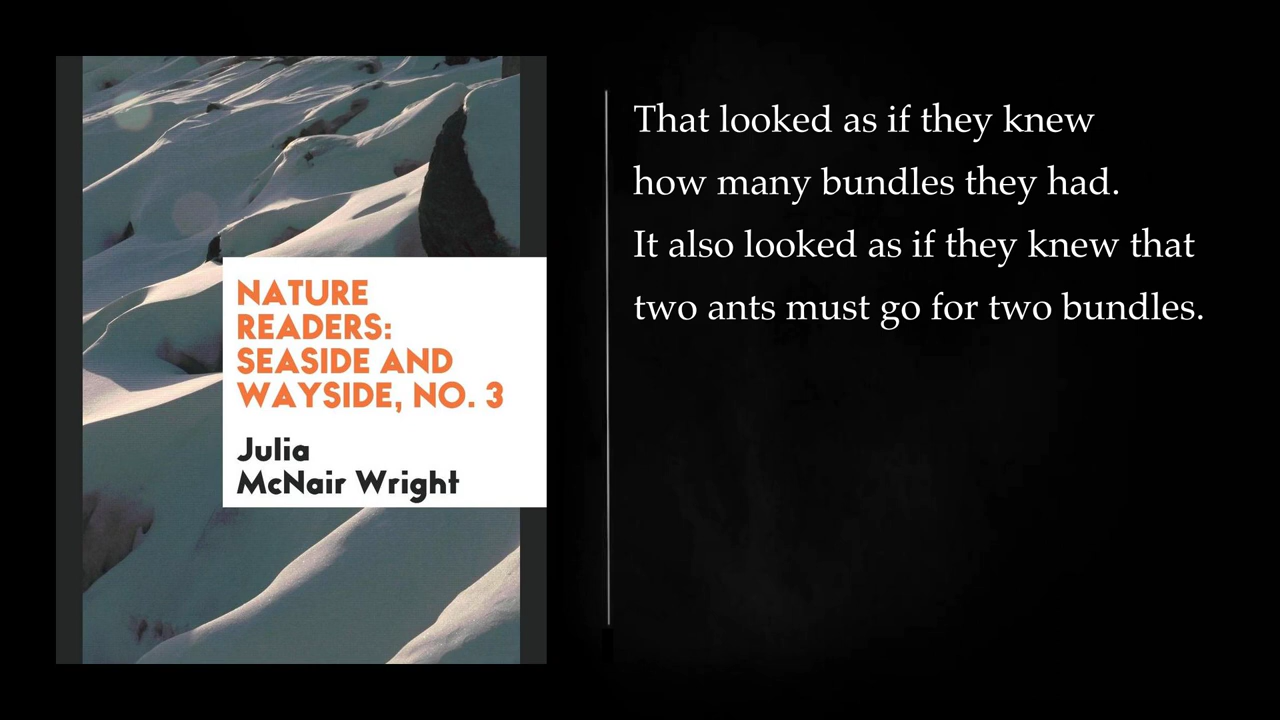 NATURE
READERS:
SEASIDE AND
WAYSIDE, NO. 3
Julia
McNair Wright
That looked as if they knew
how many bundles they had.
It also looked as if they knew that
two ants must go for two bundles.